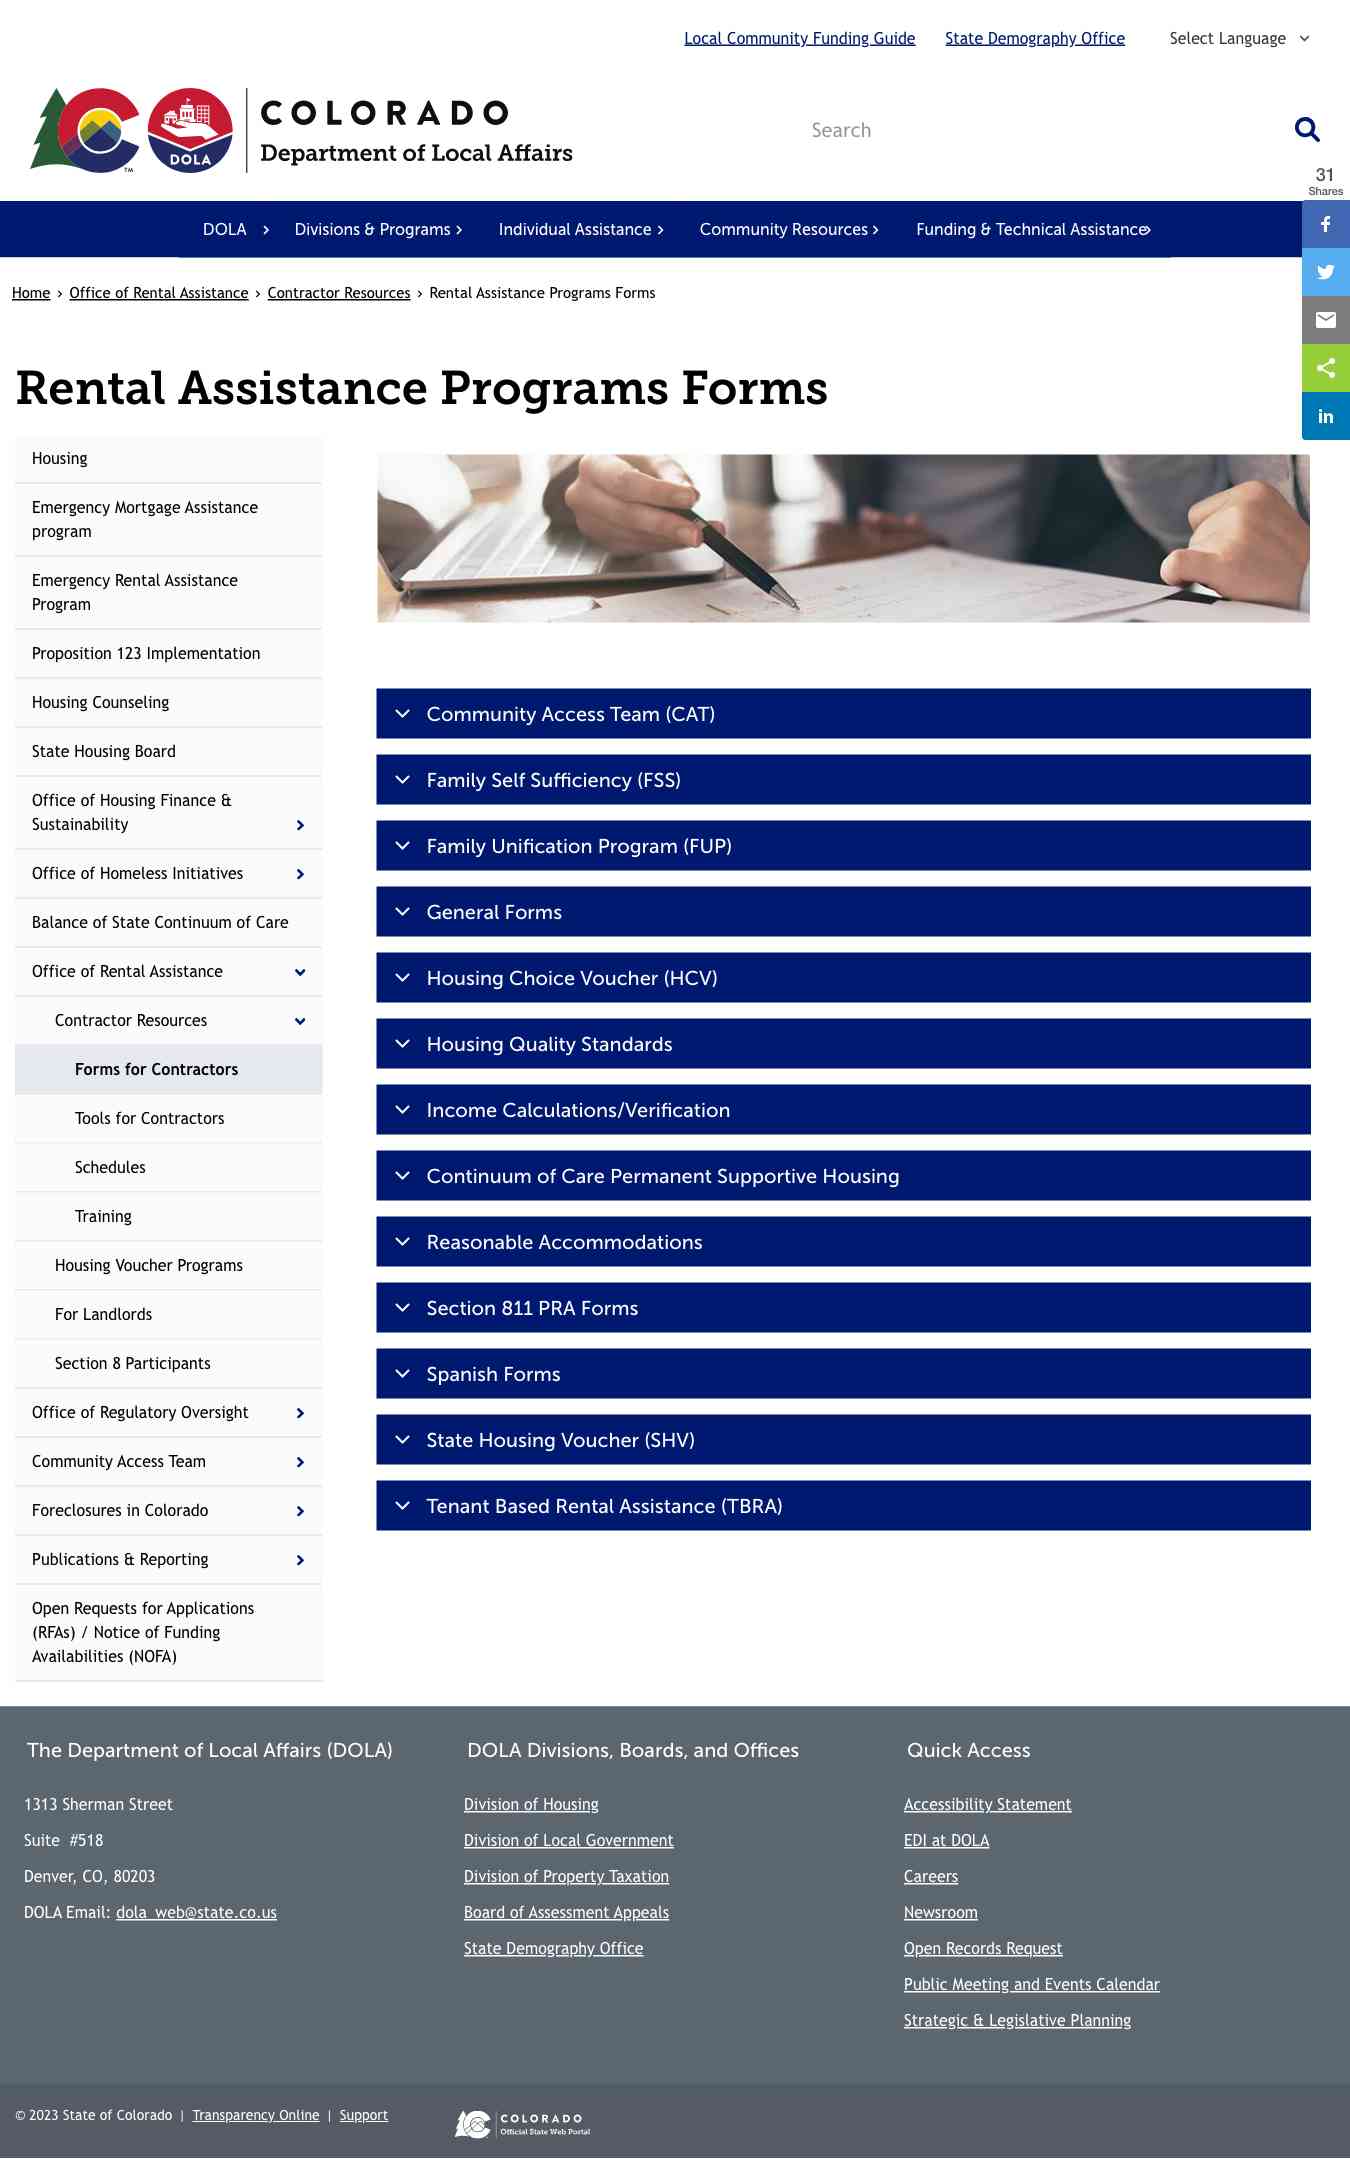 Local Community Funding Guide State Demography Office Select Language
COLORADO
Department of Local Affairs
DOLA
TM
Search
31
Shares
DOLA Divisions & Programs Individual Assistance Community Resources Funding & Technical Assistance
Home › Office of Rental Assistance › Contractor Resources › Rental Assistance Programs Forms
Rental Assistance Programs Forms
Housing
Emergency Mortgage Assistance
program
Emergency Rental Assistance
Program
Proposition 123 Implementation
Housing Counseling
State Housing Board
Office of Housing Finance &
Sustainability
Office of Homeless Initiatives
Balance of State Continuum of Care
Office of Rental Assistance
Contractor Resources
Forms for Contractors
Tools for Contractors
Schedules
Training
Housing Voucher Programs
For Landlords
Section 8 Participants
Office of Regulatory Oversight
Community Access Team
Foreclosures in Colorado
Publications & Reporting
Open Requests for Applications
(RFAs) / Notice of Funding
Availabilities (NOFA)
Community Access Team (CAT)
Family Self Sufficiency (FSS)
Family Unification Program (FUP)
General Forms
Housing Choice Voucher (HCV)
Housing Quality Standards
Income Calculations/Verification
Continuum of Care Permanent Supportive Housing
Reasonable Accommodations
Section 811 PRA Forms
Spanish Forms
State Housing Voucher (SHV)
Tenant Based Rental Assistance (TBRA)
The Department of Local Affairs (DOLA)
1313 Sherman Street
Suite #518
Denver, CO, 80203
DOLA Email: dola_web@state.co.us
DOLA Divisions, Boards, and Offices
Division of Housing
Division of Local Government
Division of Property Taxation
Board of Assessment Appeals
State Demography Office
Quick Access
Accessibility Statement
EDI at DOLA
Careers
Newsroom
Open Records Request
Public Meeting and Events Calendar
Strategic & Legislative Planning
© 2023 State of Colorado | Transparency Online | Support
COLORADO
Official State Web Portal